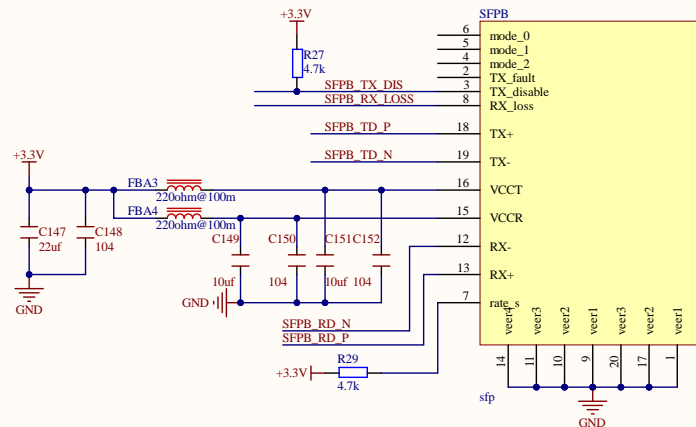 SFPB
+3.3V
R27
4.7k
6 mode_0
5 mode_1
4 mode_2
2 TX_fault
SFPB_TX_DIS 3 TX_disable
SFPB_RX_LOSS 8 RX_loss
SFPB_TD_P 18 TX+
SFPB_TD_N 19 TX-
+3.3V
FBA3
220ohm@100m
16 VCCT
FBA4
220ohm@100m
15 VCCR
C147
22uf
C148
104
C149
10uf
C150
104
C151
10uf
C152
104
12 RX-
13 RX+
GND
GND
7 rate_s
SFPB_RD_N
SFPB_RD_P
R29
+3.3V
4.7k
veer4 veer3 veer2 veer1 veer3 veer2 veer1
14 11 10 9 20 17 1
sfp
GND